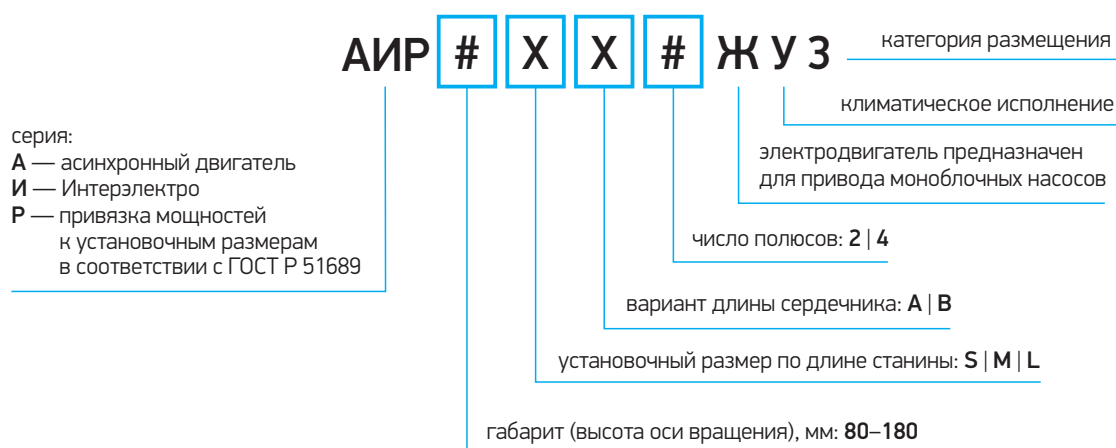 АИР # X X # Ж У 3
категория размещения
климатическое исполнение
электродвигатель предназначен
для привода моноблочных насосов
число полюсов: 2 | 4
вариант длины сердечника: A | B
установочный размер по длине станины: S | M | L
габарит (высота оси вращения), мм: 80–180
серия:
А — асинхронный двигатель
И — Интерэлектро
Р — привязка мощностей
к установочным размерам
в соответствии с ГОСТ Р 51689